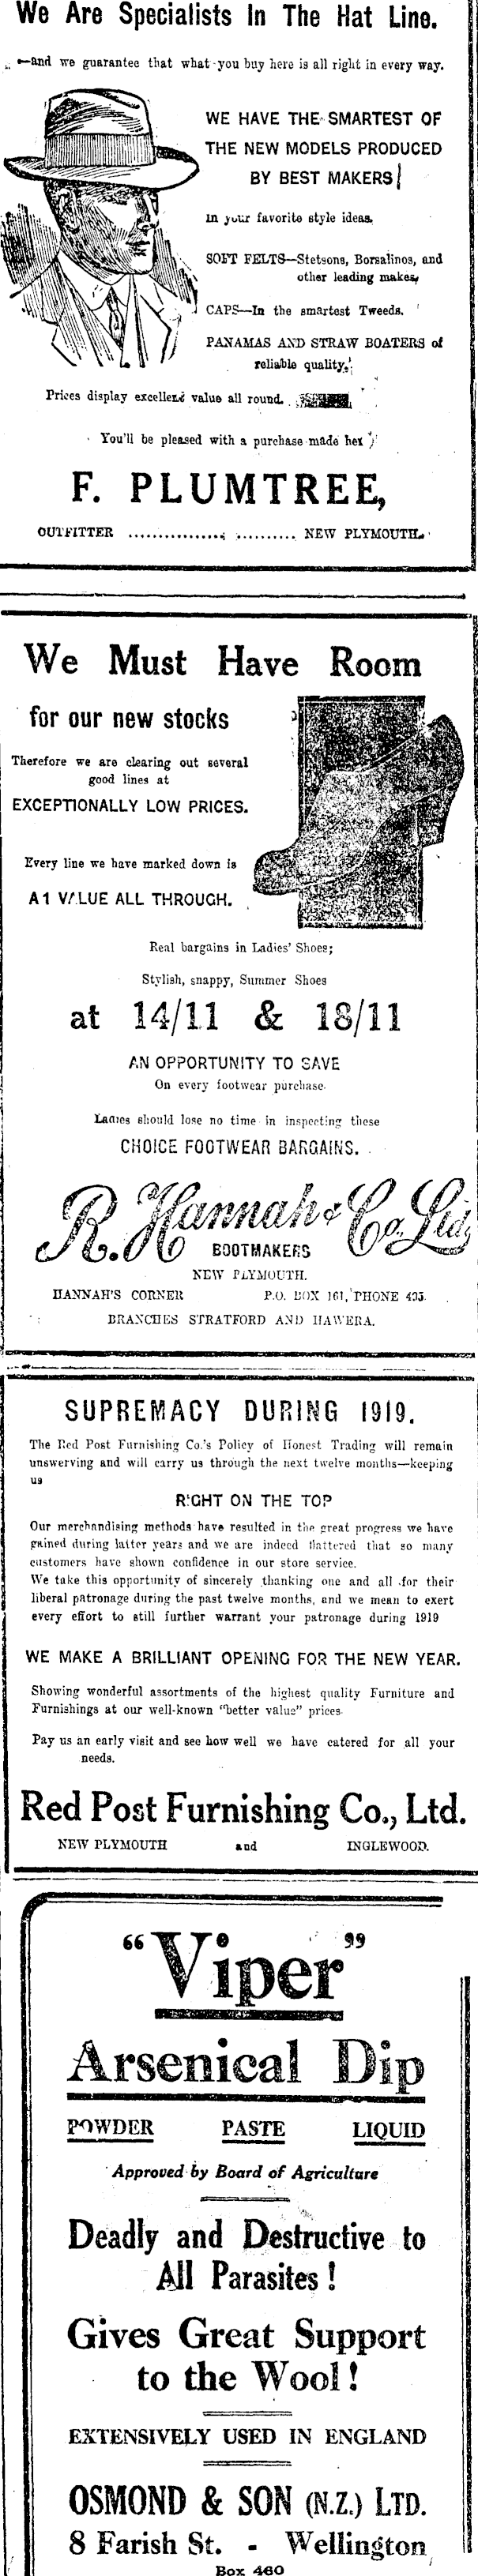 We Are Specialists In The Hat Line.
—and we guarantee that what you buy here is all right in every way.
WE HAVE THE SMARTEST OF
THE NEW MODELS PRODUCED
BY BEST MAKERS
in your favorite style ideas.
SOFT FELTS—Stetsons, Borsalinos, and
other leading makes,
CAPS—In the smartest Tweeds.
PANAMAS AND STRAW BOATERS of
reliable quality.
Prices display excellent value all round.
You'll be pleased with a purchase made
F. PLUMTREE,
OUTFITTER .......................... NEW PLYMOUTH.
We Must Have Room
for our new stocks
Therefore we are clearing out several
good lines at
EXCEPTIONALLY LOW PRICES.
Every line we have marked down is
A1 VALUE ALL THROUGH.
Real bargains in Ladies' Shoes;
Stylish, snappy, Summer Shoes
at 14/11 & 18/11
AN OPPORTUNITY TO SAVE
On every footwear purchase.
Ladies should lose no time in inspecting these
CHOICE FOOTWEAR BARGAINS.
R. Hannah & Co. Ltd.
BOOTMAKERS
NEW PLYMOUTH.
HANNAH'S CORNER P.O. BOX 161, 'PHONE
BRANCHES STRATFORD AND HAWERA.
SUPREMACY DURING 1919.
The Red Post Furnishing Co.'s Policy of Honest Trading will remain
unswerving and will carry us through the next twelve months—keeping
us
RIGHT ON THE TOP
Our merchandising methods have resulted in the great progress we have
gained during latter years and we are indeed flattered that so many
customers have shown confidence in our store service.
We take this opportunity of sincerely thanking one and all for their
liberal patronage during the past twelve months, and we mean to exert
every effort to still further warrant your patronage during 1919
WE MAKE A BRILLIANT OPENING FOR THE NEW YEAR.
Showing wonderful assortments of the highest quality Furniture and
Furnishings at our well-known "better value" prices.
Pay us an early visit and see how well we have catered for all your
needs.
Red Post Furnishing Co., Ltd.
NEW PLYMOUTH and INGLEWOOD.
"Viper"
Arsenical Dip
POWDER PASTE LIQUID
Approved by Board of Agriculture
Deadly and Destructive to
All Parasites!
Gives Great Support
to the Wool!
EXTENSIVELY USED IN ENGLAND
OSMOND & SON (N.Z.) LTD.
8 Farish St. - Wellington
Box 460